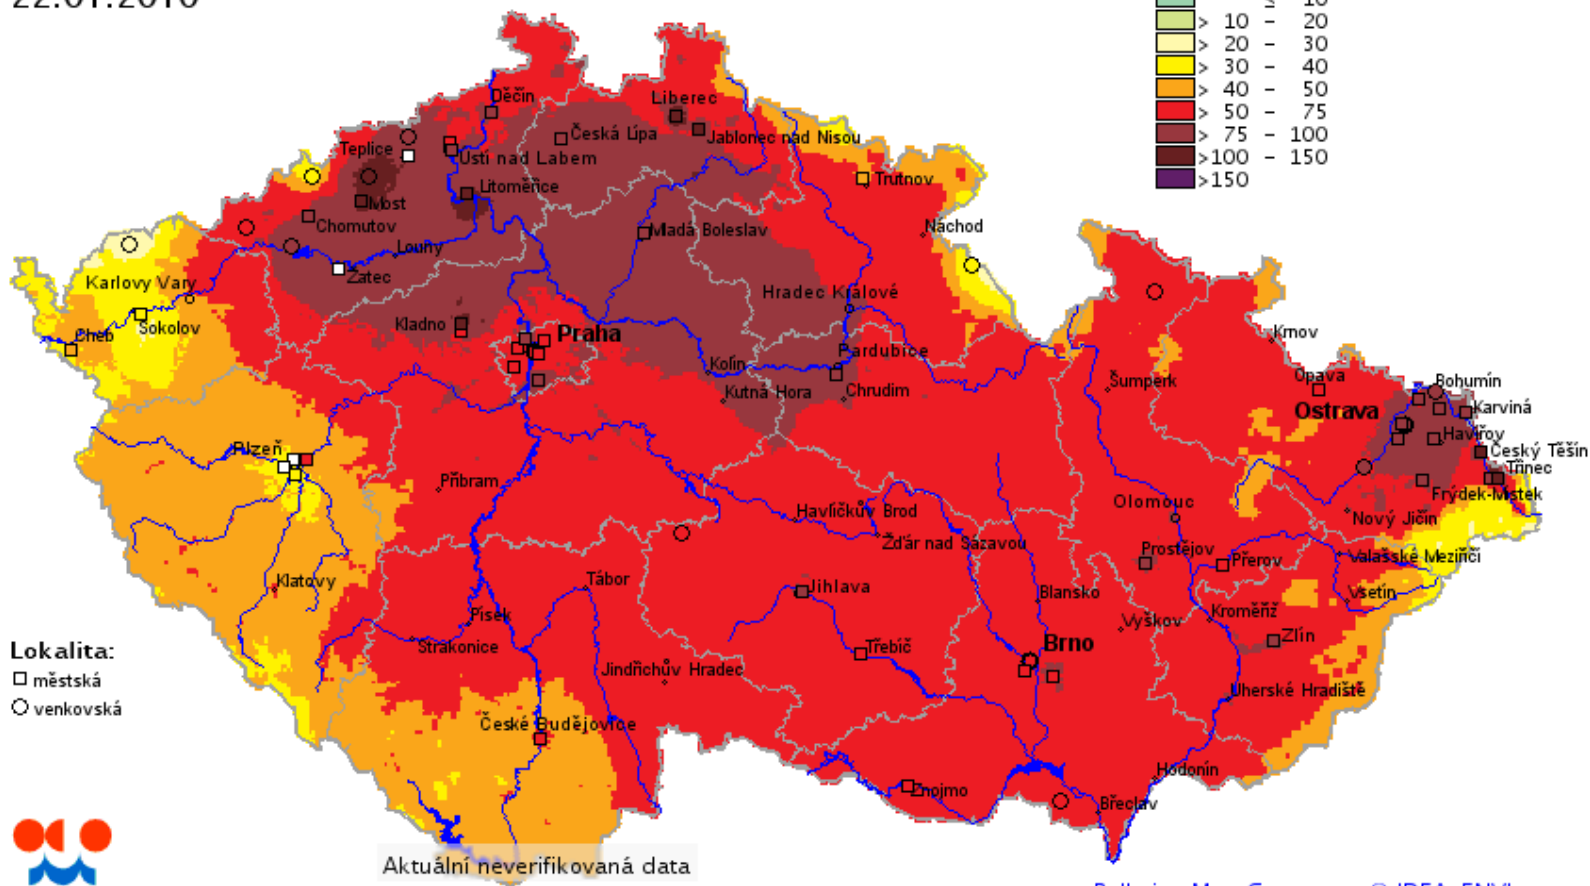 22.01.2010
≤ 10
> 10 – 20
> 20 – 30
> 30 – 40
> 40 – 50
> 50 – 75
> 75 – 100
>100 – 150
>150
Děčín
Liberec
Česká Lípa
Jablonec nad Nisou
Teplice
Ústí nad Labem
Trutnov
Litoměřice
Most
Chomutov
Mladá Boleslav
Náchod
Louny
Žatec
Karlovy Vary
Hradec Králové
Sokolov
Kladno
Praha
Cheb
Krnov
Pardubice
Kolín
Šumperk
Opava
Bohumín
Kutná Hora
Chrudim
Ostrava
Karviná
Havířov
Plzeň
Český Těšín
Třinec
Příbram
Frýdek-Místek
Olomouc
Havlíčkův Brod
Nový Jičín
Žďár nad Sázavou
Prostějov
Přerov
Valašské Meziříčí
Klatovy
Tábor
Jihlava
Blansko
Vsetín
Písek
Kroměříž
Vyškov
Zlín
Strakonice
Třebíč
Brno
Lokalita:
Jindřichův Hradec
městská
Uherské Hradiště
venkovská
České Budějovice
Hodonín
Znojmo
Břeclav
Aktuální neverifikovaná data